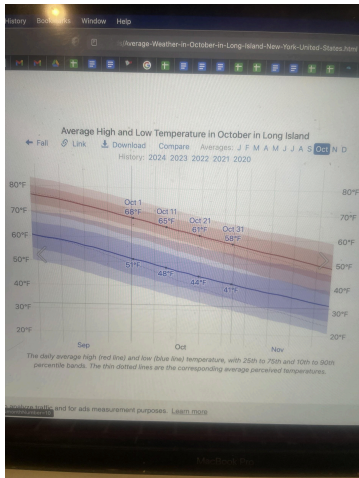 History Bookmarks Window Help
/Average-Weather-in-October-in-Long-Island-New-York-United-States.html
Average High and Low Temperature in October in Long Island
← Fall Link Download Compare Averages: J F M A M J J A S Oct N D
History: 2024 2023 2022 2021 2020
80°F 80°F
70°F 70°F
60°F 60°F
50°F 50°F
40°F 40°F
30°F 30°F
20°F 20°F
Oct 1
68°F
Oct 11
65°F
Oct 21
61°F
Oct 31
58°F
51°F
48°F
44°F
41°F
Sep Oct Nov
The daily average high (red line) and low (blue line) temperature, with 25th to 75th and 10th to 90th
percentile bands. The thin dotted lines are the corresponding average perceived temperatures.
traffic and for ads measurement purposes. Learn more
MacBook Pro